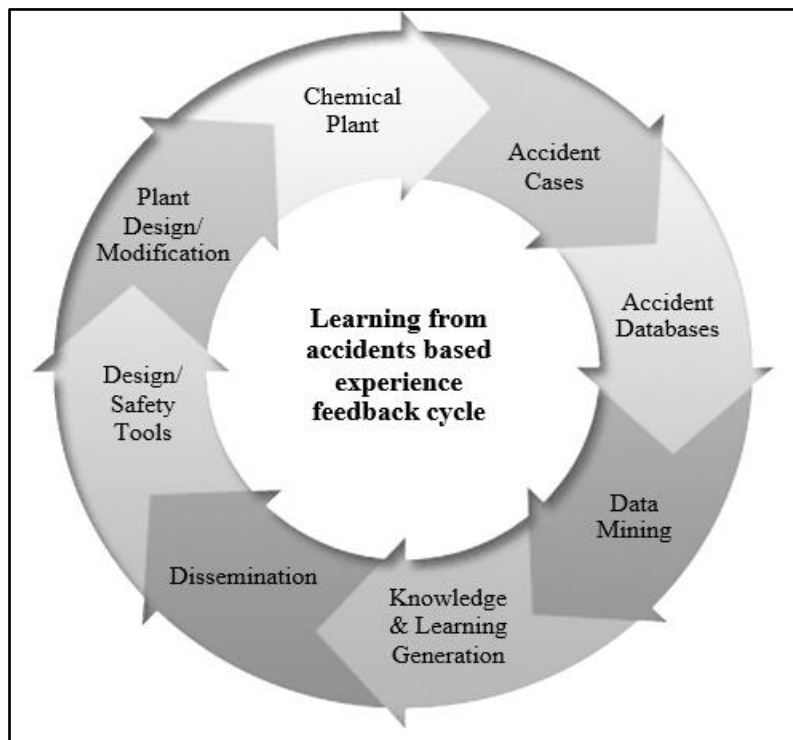 Chemical
Plant
Accident
Cases
Accident
Databases
Data
Mining
Knowledge
& Learning
Generation
Dissemination
Design/
Safety
Tools
Plant
Design/
Modification
Learning from
accidents based
experience
feedback cycle